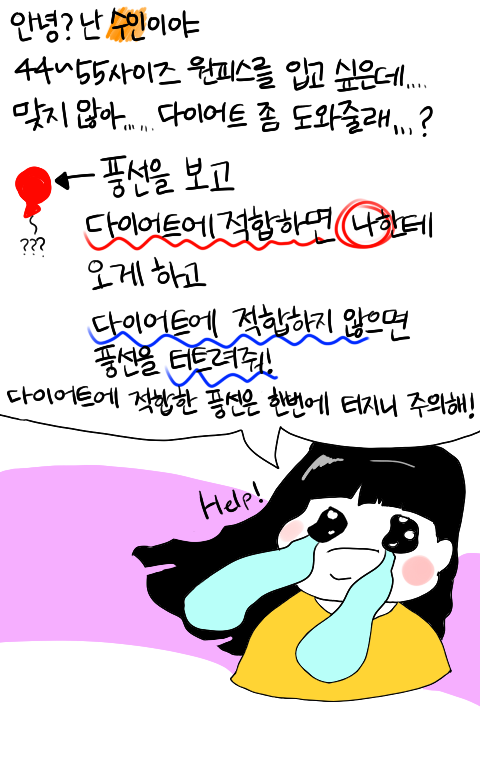 안녕? 난 수인이야
44~55사이즈 원피스를 입고 싶은데....
맞지 않아... ... 다이어트 좀 도와줄래...?
풍선을 보고
???
다이어트에 적합하면 나한테
오게 하고
다이어트에 적합하지 않으면
풍선을 터트려줘!
다이어트에 적합한 풍선은 한번에 터지니 주의해!
Help!